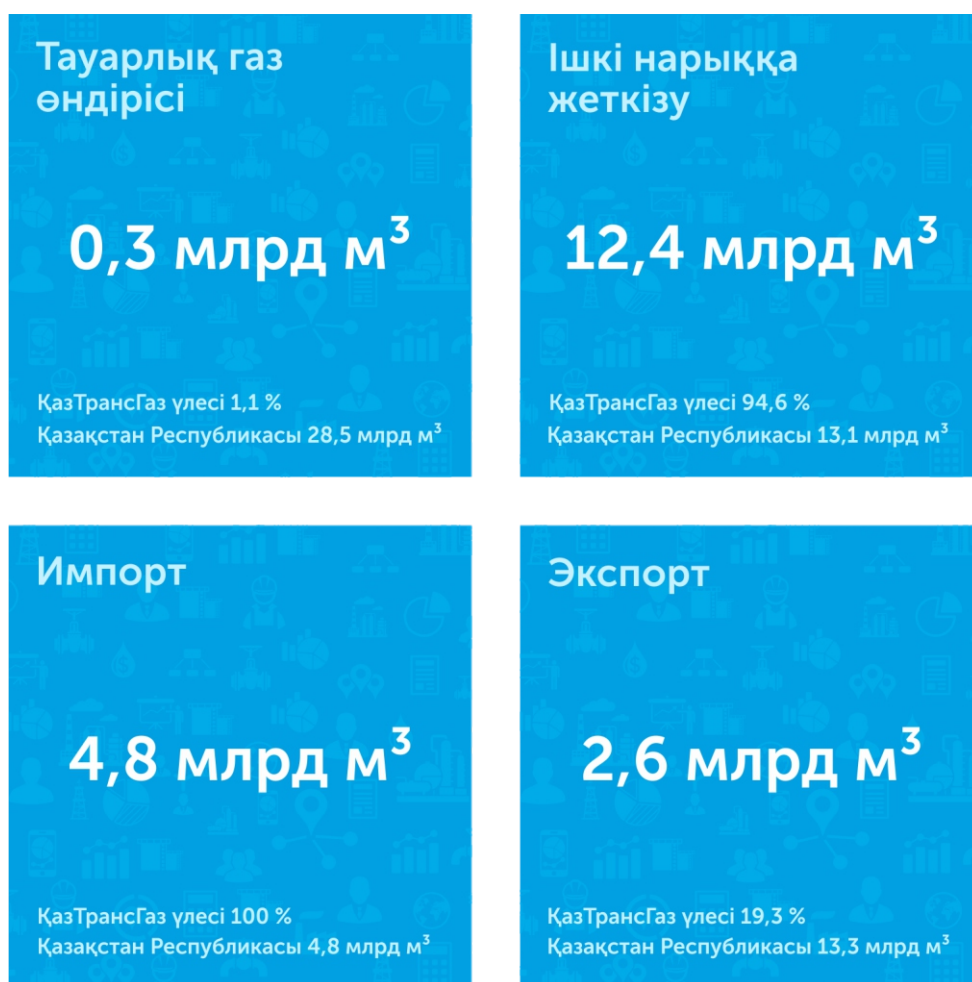 Тауарлық газ
өндірісі
0,3 млрд м³
ҚазТрансГаз үлесі 1,1 %
Қазақстан Республикасы 28,5 млрд м³
Ішкі нарыққа
жеткізу
12,4 млрд м³
ҚазТрансГаз үлесі 94,6 %
Қазақстан Республикасы 13,1 млрд м³
Импорт
4,8 млрд м³
ҚазТрансГаз үлесі 100 %
Қазақстан Республикасы 4,8 млрд м³
Экспорт
2,6 млрд м³
ҚазТрансГаз үлесі 19,3 %
Қазақстан Республикасы 13,3 млрд м³